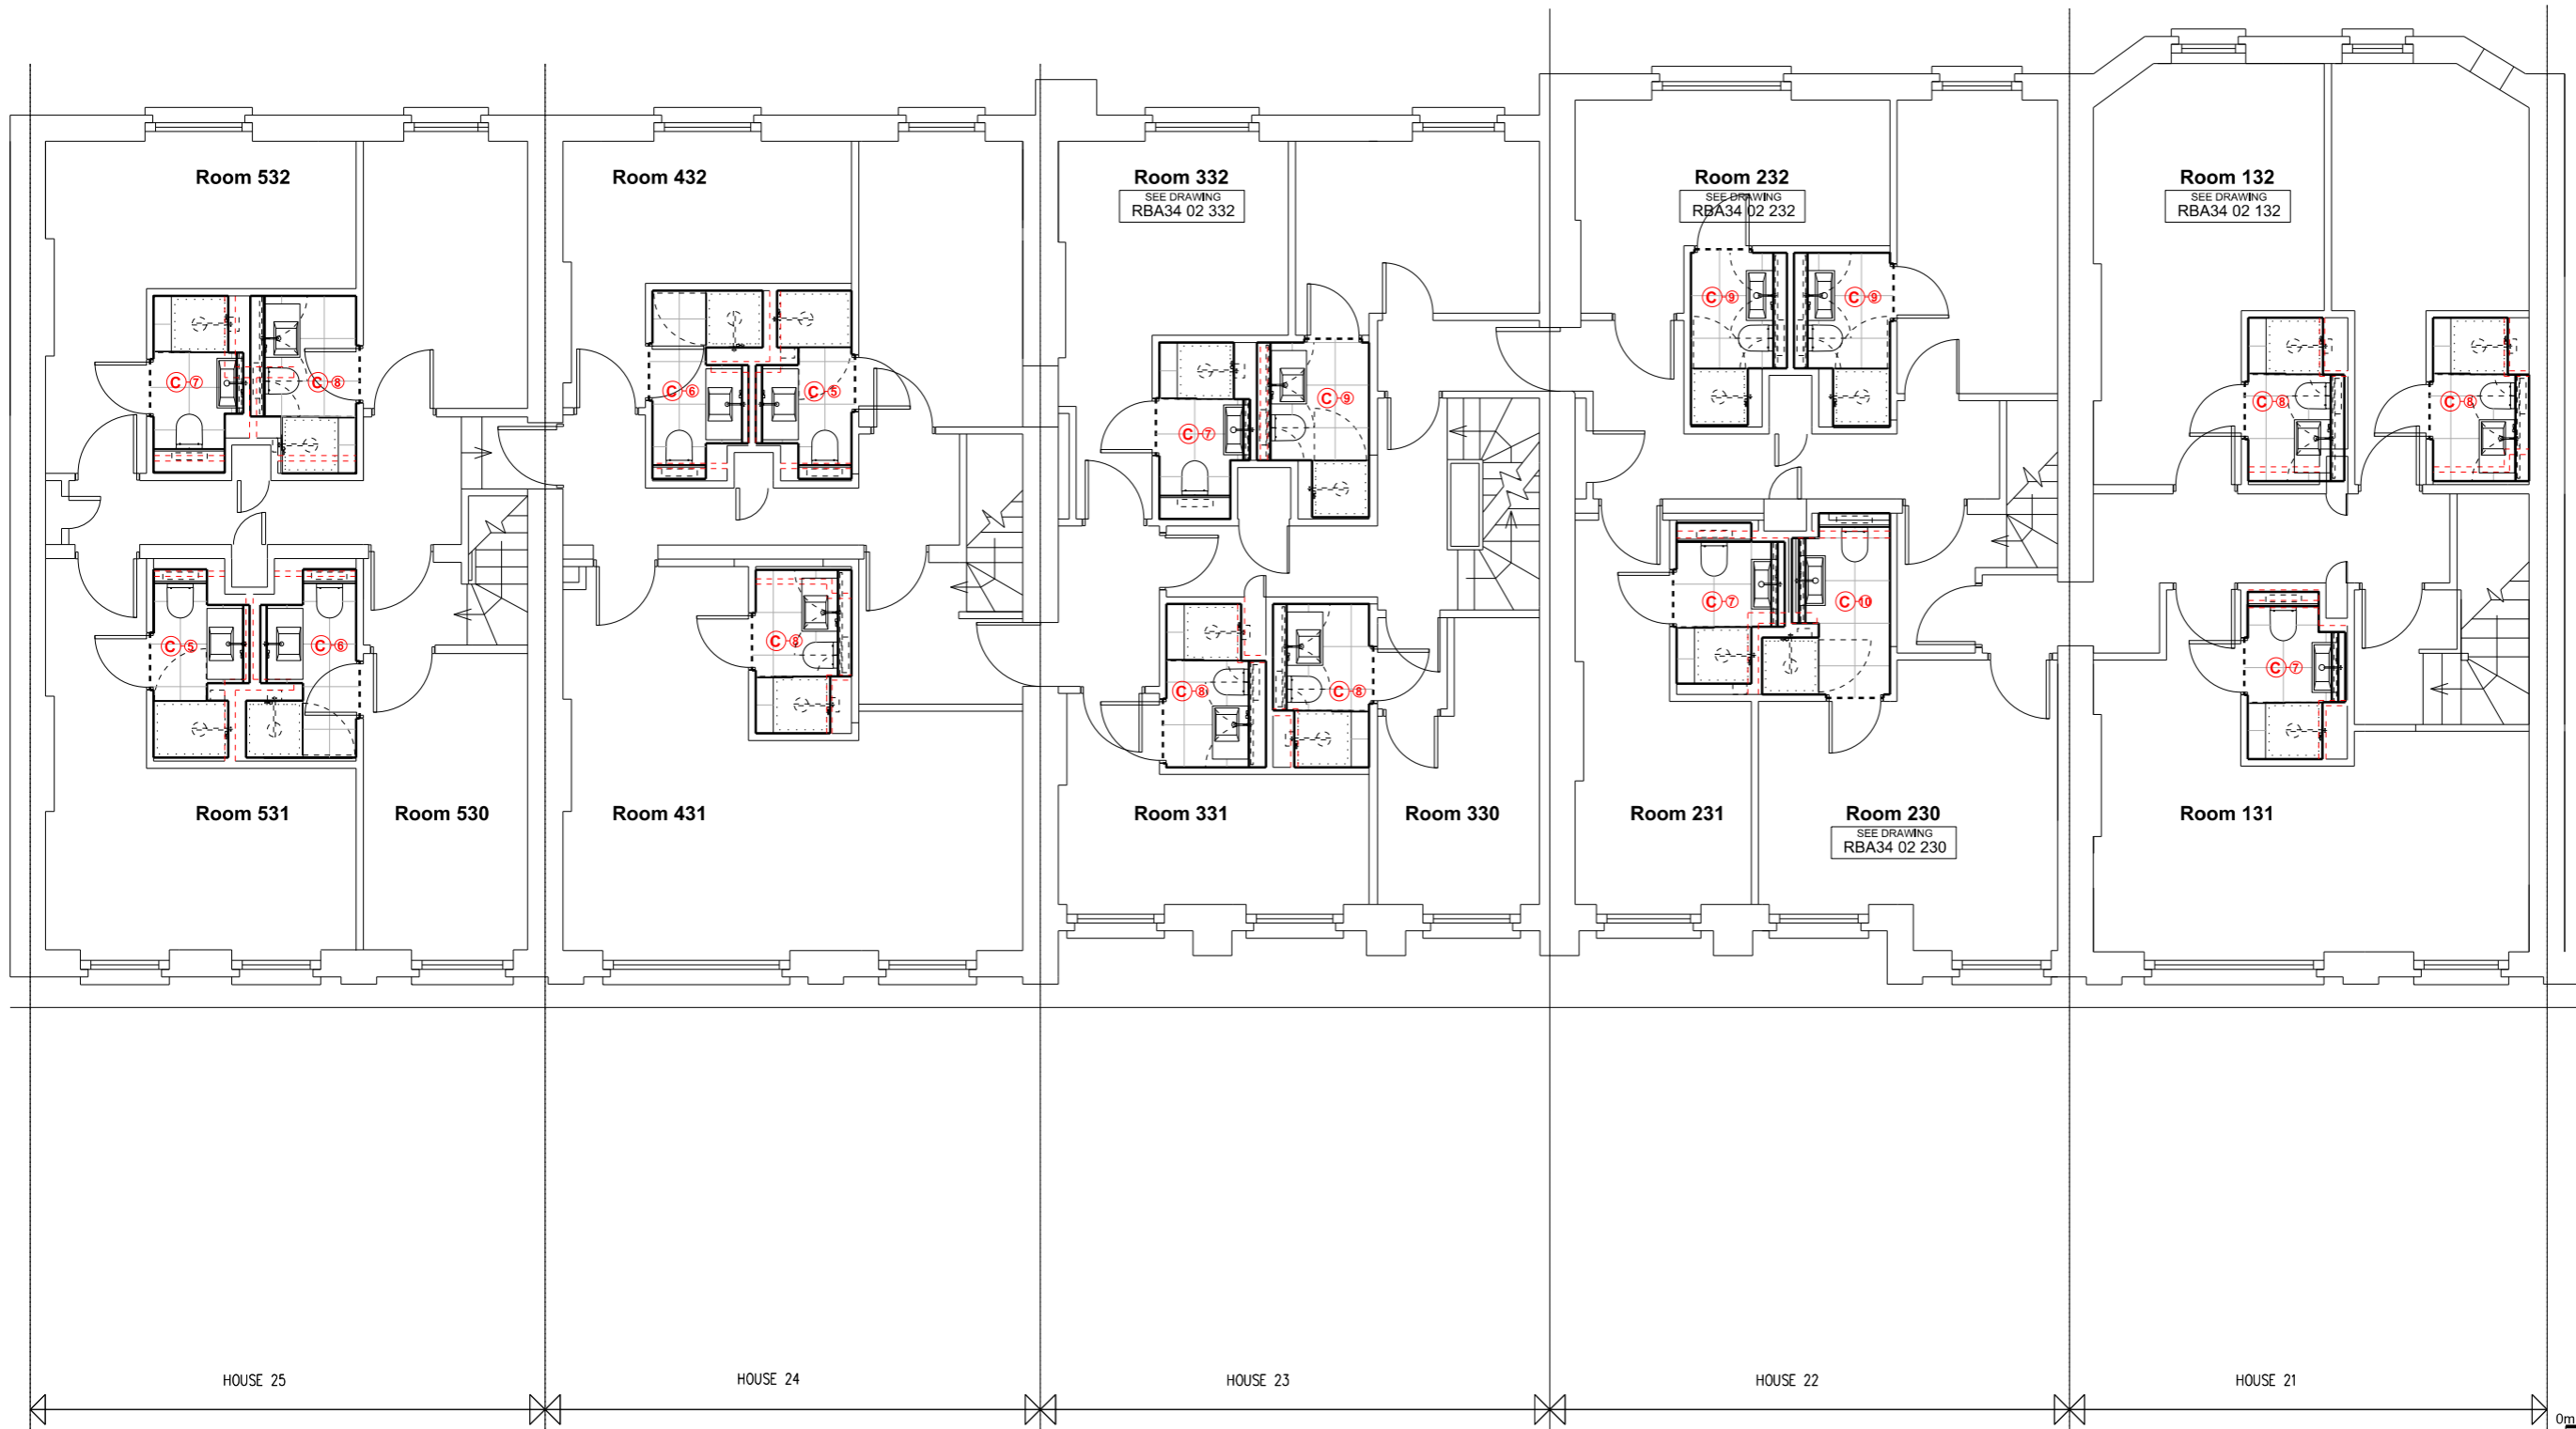 Room 532
Room 432
Room 332
SEE DRAWING
RBA34 02 332
Room 232
SEE DRAWING
RBA34 02 232
Room 132
SEE DRAWING
RBA34 02 132
C 9
C 9
C 7
C 8
C 6
C 5
C 7
C 9
C 8
C 8
C 5
C 6
C 8
C 8
C 8
C 7
C 10
C 7
Room 531
Room 530
Room 431
Room 331
Room 330
Room 231
Room 230
SEE DRAWING
RBA34 02 230
Room 131
HOUSE 25
HOUSE 24
HOUSE 23
HOUSE 22
HOUSE 21
0m